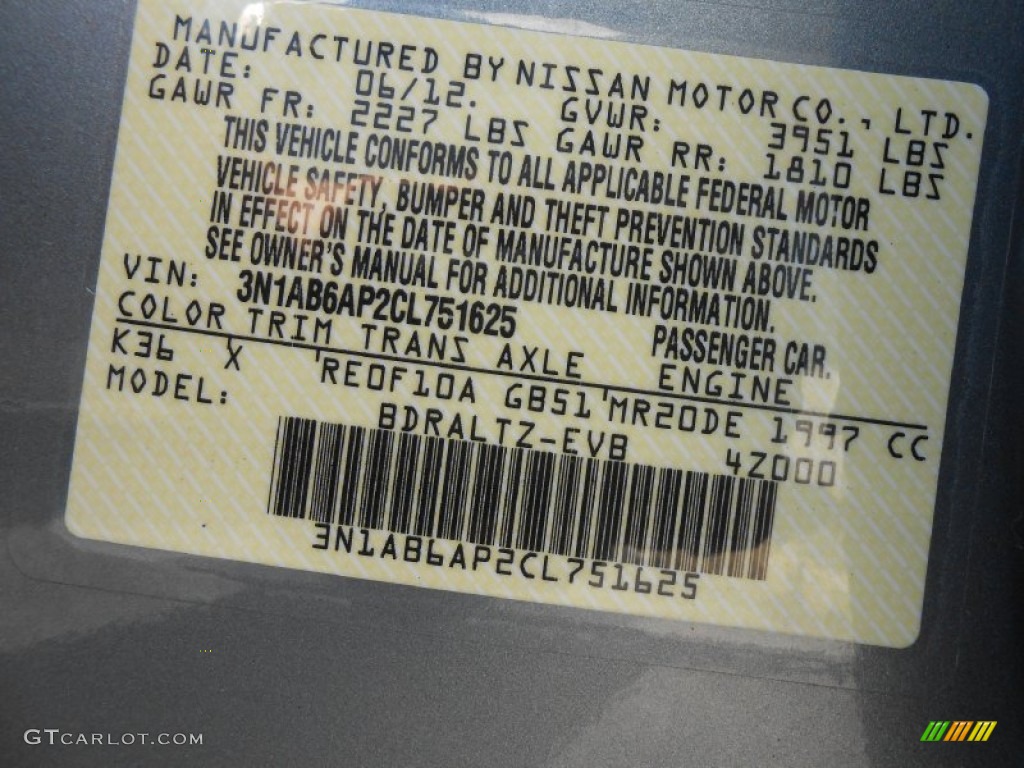 MANUFACTURED BY NISSAN MOTOR CO., LTD.
DATE: 06/12. GVWR: 3951 LBS
GAWR FR: 2227 LBS GAWR RR: 1810 LBS
THIS VEHICLE CONFORMS TO ALL APPLICABLE FEDERAL MOTOR
VEHICLE SAFETY, BUMPER AND THEFT PREVENTION STANDARDS
IN EFFECT ON THE DATE OF MANUFACTURE SHOWN ABOVE.
SEE OWNER'S MANUAL FOR ADDITIONAL INFORMATION.
VIN: 3N1AB6AP2CL751625 PASSENGER CAR.
COLOR TRIM TRANS AXLE ENGINE
K36 X RE0F10A GB51 MR20DE 1997 CC
MODEL: BDRALTZ-EVB 4Z000
3N1AB6AP2CL751625
GTCARLOT.COM